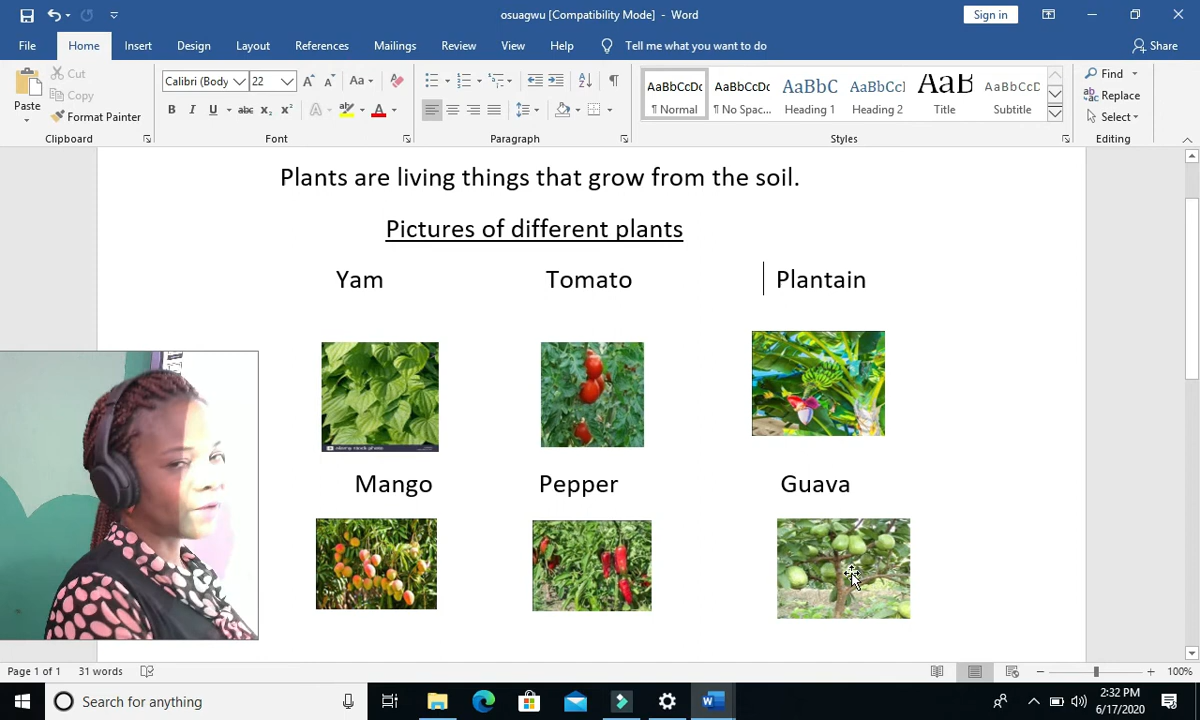 osuagwu [Compatibility Mode] - Word
Sign in
File Home Insert Design Layout References Mailings Review View Help Tell me what you want to do Share
Paste
Cut
Copy
Format Painter
Clipboard
Calibri (Body 22
Font
Paragraph
AaBbCcDc AaBbCcDc AaBbC AaBbCcI AaB AaBbCcD
¶ Normal ¶ No Spac... Heading 1 Heading 2 Title Subtitle
Styles
Find
Replace
Select
Editing
Plants are living things that grow from the soil.
Pictures of different plants
Yam Tomato Plantain
Mango Pepper Guava
Page 1 of 1 31 words 100%
Search for anything
2:32 PM
6/17/2020